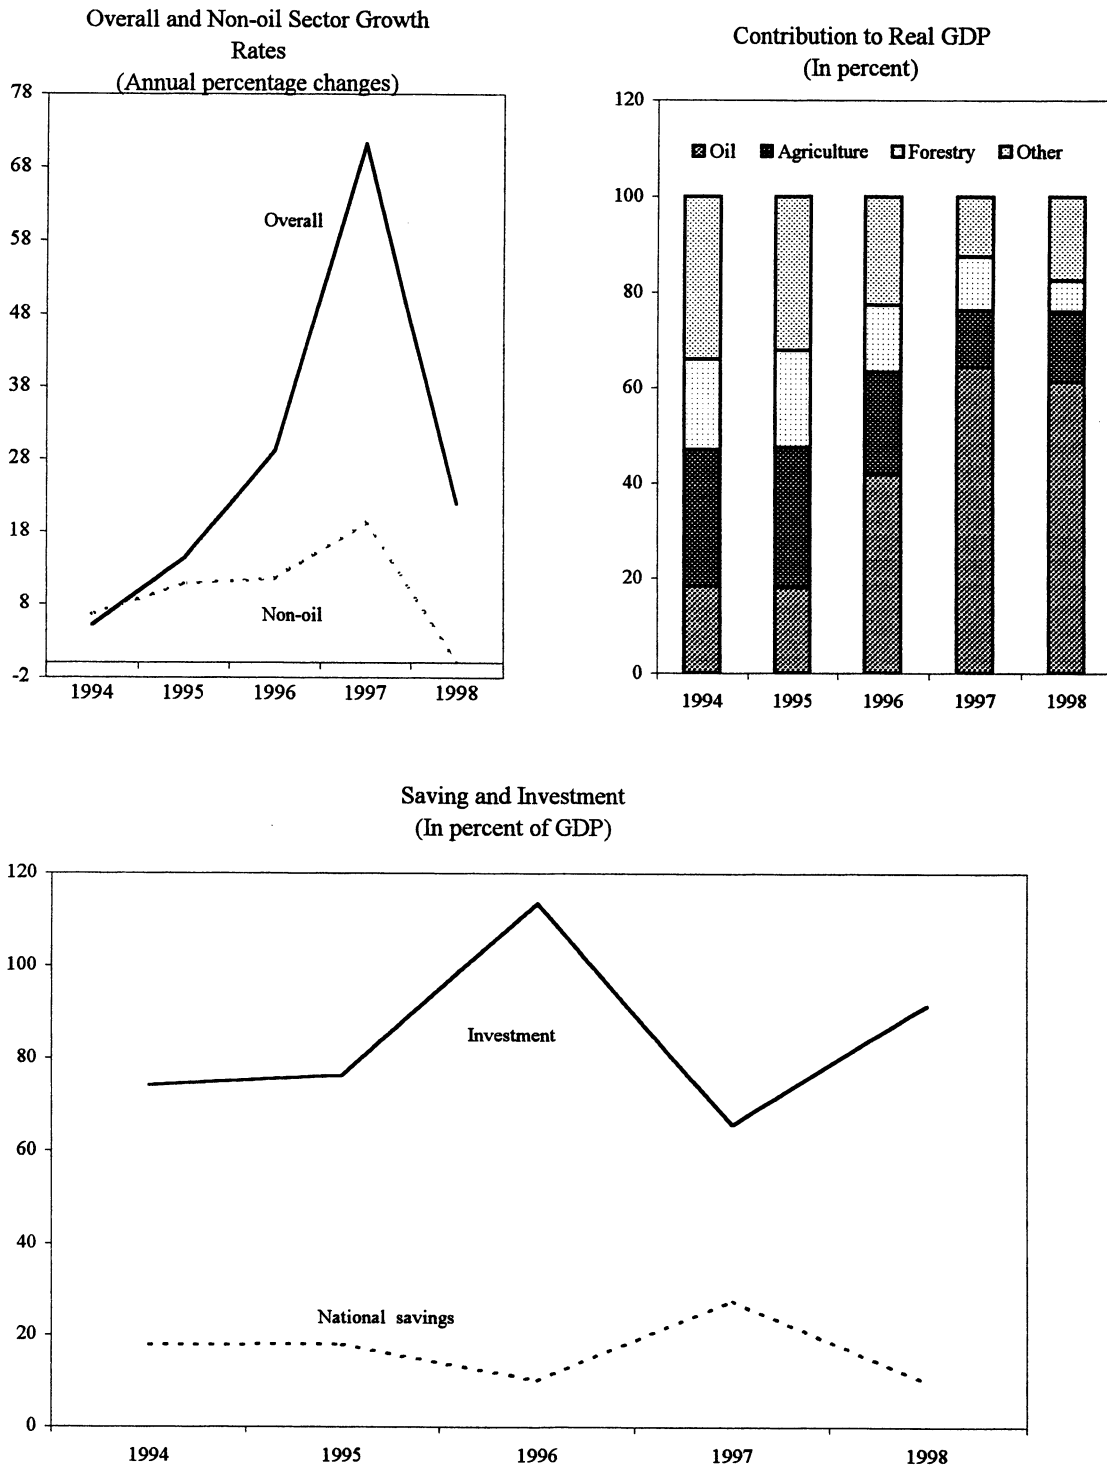 Overall and Non-oil Sector Growth
Rates
(Annual percentage changes)
78
68
58
48
38
28
18
8
-2
Overall
Non-oil
1994 1995 1996 1997 1998
Contribution to Real GDP
(In percent)
120
100
80
60
40
20
0
Oil Agriculture Forestry Other
1994 1995 1996 1997 1998
Saving and Investment
(In percent of GDP)
120
100
80
60
40
20
0
Investment
National savings
1994 1995 1996 1997 1998